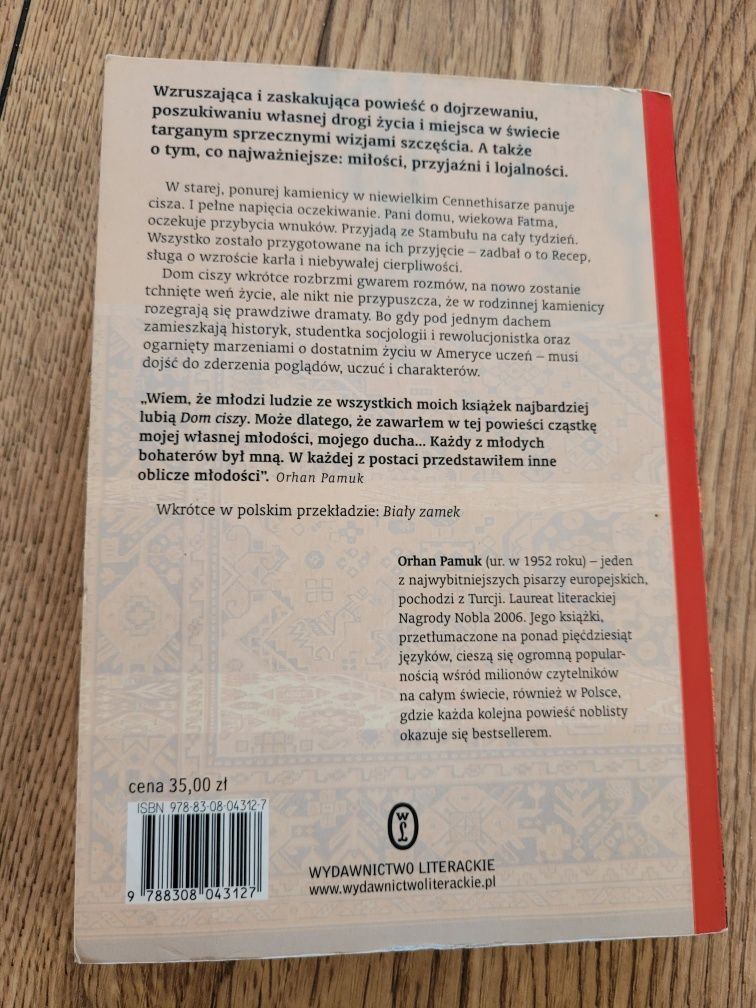 Wzruszająca i zaskakująca powieść o dojrzewaniu,
poszukiwaniu własnej drogi życia i miejsca w świecie
targanym sprzecznymi wizjami szczęścia. A także
o tym, co najważniejsze: miłości, przyjaźni i lojalności.
W starej, ponurej kamienicy w niewielkim Cennethisarze panuje
cisza. I pełne napięcia oczekiwanie. Pani domu, wiekowa Fatma,
oczekuje przybycia wnuków. Przyjadą ze Stambułu na cały tydzień.
Wszystko zostało przygotowane na ich przyjęcie – zadbał o to Recep,
sługa o wzroście karła i niebywałej cierpliwości.
Dom ciszy wkrótce rozbrzmi gwarem rozmów, na nowo zostanie
tchnięte weń życie, ale nikt nie przypuszcza, że w rodzinnej kamienicy
rozegrają się prawdziwe dramaty. Bo gdy pod jednym dachem
zamieszkają historyk, studentka socjologii i rewolucjonistka oraz
ogarnięty marzeniami o dostatnim życiu w Ameryce uczeń – musi
dojść do zderzenia poglądów, uczuć i charakterów.
„Wiem, że młodzi ludzie ze wszystkich moich książek najbardziej
lubią Dom ciszy. Może dlatego, że zawarłem w tej powieści cząstkę
mojej własnej młodości, mojego ducha... Każdy z młodych
bohaterów był mną. W każdej z postaci przedstawiłem inne
oblicze młodości”. Orhan Pamuk
Wkrótce w polskim przekładzie: Biały zamek
Orhan Pamuk (ur. w 1952 roku) – jeden
z najwybitniejszych pisarzy europejskich,
pochodzi z Turcji. Laureat literackiej
Nagrody Nobla 2006. Jego książki,
przetłumaczone na ponad pięćdziesiąt
języków, cieszą się ogromną popular-
nością wśród milionów czytelników
na całym świecie, również w Polsce,
gdzie każda kolejna powieść noblisty
okazuje się bestsellerem.
cena 35,00 zł
ISBN 978-83-08-04312-7
9 788308 043127
WL
WYDAWNICTWO LITERACKIE
www.wydawnictwoliterackie.pl